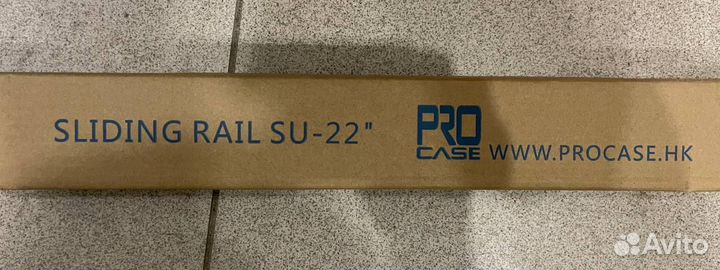 SLIDING RAIL SU-22"
PRO
CASE
WWW.PROCASE.HK
Avito